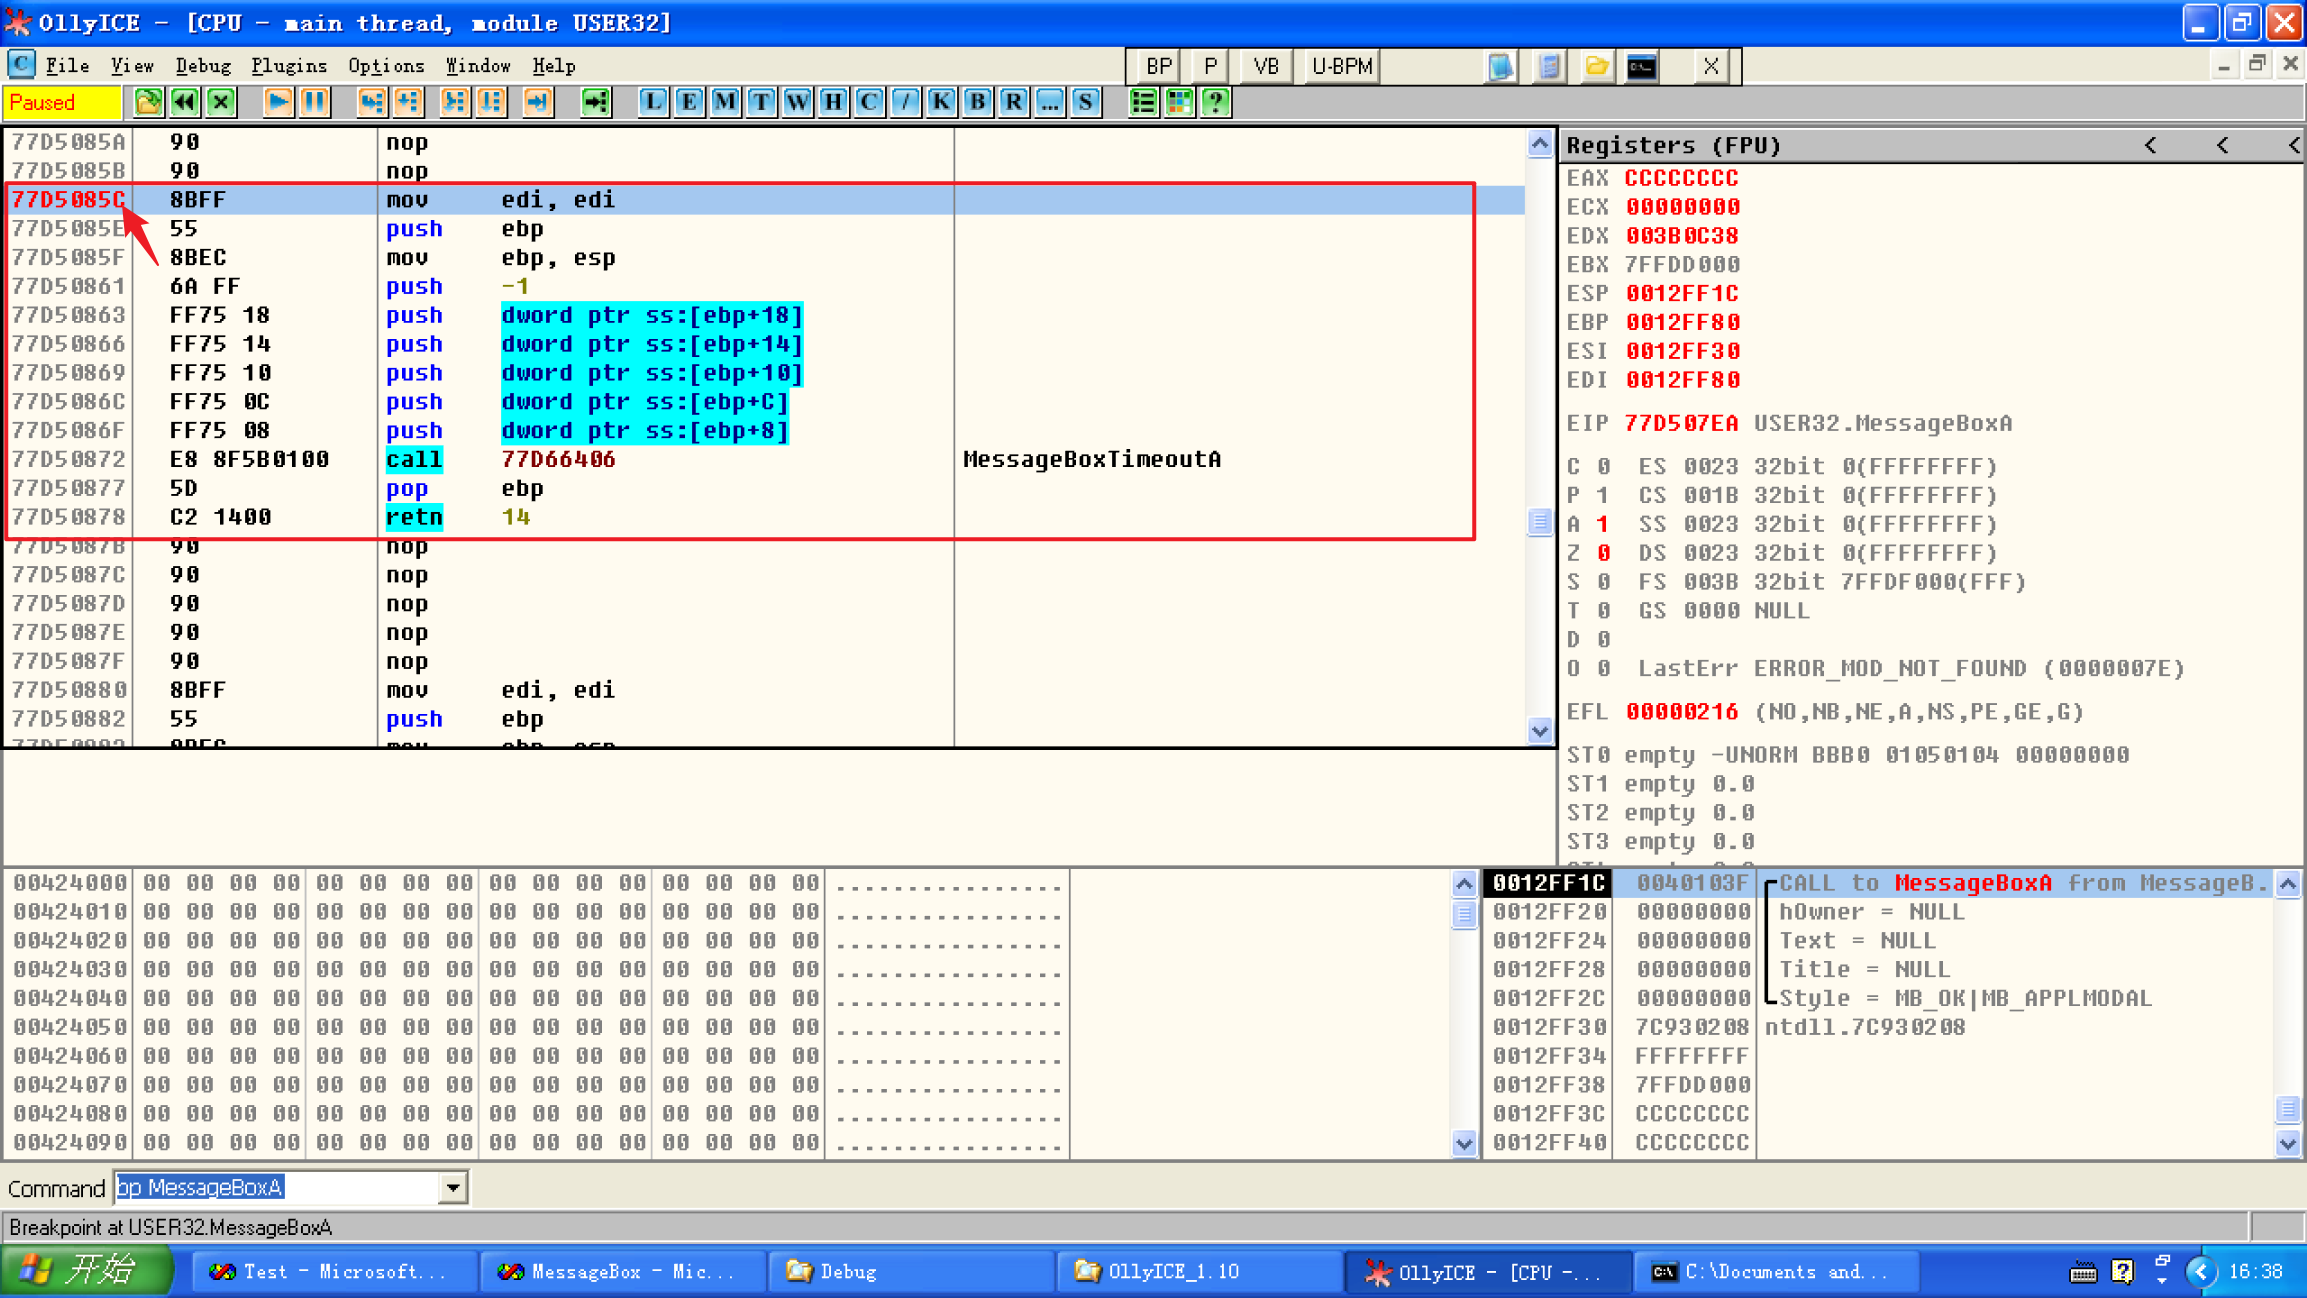 OllyICE - [CPU - main thread, module USER32]
C File View Debug Plugins Options Window Help BP P VB U-BPM X
Paused L E M T W H C / K B R ... S ?
77D5085A 90 nop
77D5085B 90 nop
77D5085C 8BFF mov edi, edi
77D5085E 55 push ebp
77D5085F 8BEC mov ebp, esp
77D50861 6A FF push -1
77D50863 FF75 18 push dword ptr ss:[ebp+18]
77D50866 FF75 14 push dword ptr ss:[ebp+14]
77D50869 FF75 10 push dword ptr ss:[ebp+10]
77D5086C FF75 0C push dword ptr ss:[ebp+C]
77D5086F FF75 08 push dword ptr ss:[ebp+8]
77D50872 E8 8F5B0100 call 77D66406 MessageBoxTimeoutA
77D50877 5D pop ebp
77D50878 C2 1400 retn 14
77D5087B 90 nop
77D5087C 90 nop
77D5087D 90 nop
77D5087E 90 nop
77D5087F 90 nop
77D50880 8BFF mov edi, edi
77D50882 55 push ebp
Registers (FPU) < < <
EAX CCCCCCCC
ECX 00000000
EDX 003B0C38
EBX 7FFDD000
ESP 0012FF1C
EBP 0012FF80
ESI 0012FF30
EDI 0012FF80
EIP 77D507EA USER32.MessageBoxA
C 0 ES 0023 32bit 0(FFFFFFFF)
P 1 CS 001B 32bit 0(FFFFFFFF)
A 1 SS 0023 32bit 0(FFFFFFFF)
Z 0 DS 0023 32bit 0(FFFFFFFF)
S 0 FS 003B 32bit 7FFDF000(FFF)
T 0 GS 0000 NULL
D 0
O 0 LastErr ERROR_MOD_NOT_FOUND (0000007E)
EFL 00000216 (NO,NB,NE,A,NS,PE,GE,G)
ST0 empty -UNORM BBB0 01050104 00000000
ST1 empty 0.0
ST2 empty 0.0
ST3 empty 0.0
00424000 00 00 00 00 00 00 00 00 00 00 00 00 00 00 00 00 ................
00424010 00 00 00 00 00 00 00 00 00 00 00 00 00 00 00 00 ................
00424020 00 00 00 00 00 00 00 00 00 00 00 00 00 00 00 00 ................
00424030 00 00 00 00 00 00 00 00 00 00 00 00 00 00 00 00 ................
00424040 00 00 00 00 00 00 00 00 00 00 00 00 00 00 00 00 ................
00424050 00 00 00 00 00 00 00 00 00 00 00 00 00 00 00 00 ................
00424060 00 00 00 00 00 00 00 00 00 00 00 00 00 00 00 00 ................
00424070 00 00 00 00 00 00 00 00 00 00 00 00 00 00 00 00 ................
00424080 00 00 00 00 00 00 00 00 00 00 00 00 00 00 00 00 ................
00424090 00 00 00 00 00 00 00 00 00 00 00 00 00 00 00 00 ................
0012FF1C 0040103F CALL to MessageBoxA from MessageB.
0012FF20 00000000 hOwner = NULL
0012FF24 00000000 Text = NULL
0012FF28 00000000 Title = NULL
0012FF2C 00000000 Style = MB_OK|MB_APPLMODAL
0012FF30 7C930208 ntdll.7C930208
0012FF34 FFFFFFFF
0012FF38 7FFDD000
0012FF3C CCCCCCCC
0012FF40 CCCCCCCC
Command bp MessageBoxA
Breakpoint at USER32.MessageBoxA
开始 Test - Microsoft... MessageBox - Mic... Debug OllyICE_1.10 OllyICE - [CPU -... C:\Documents and... 16:38